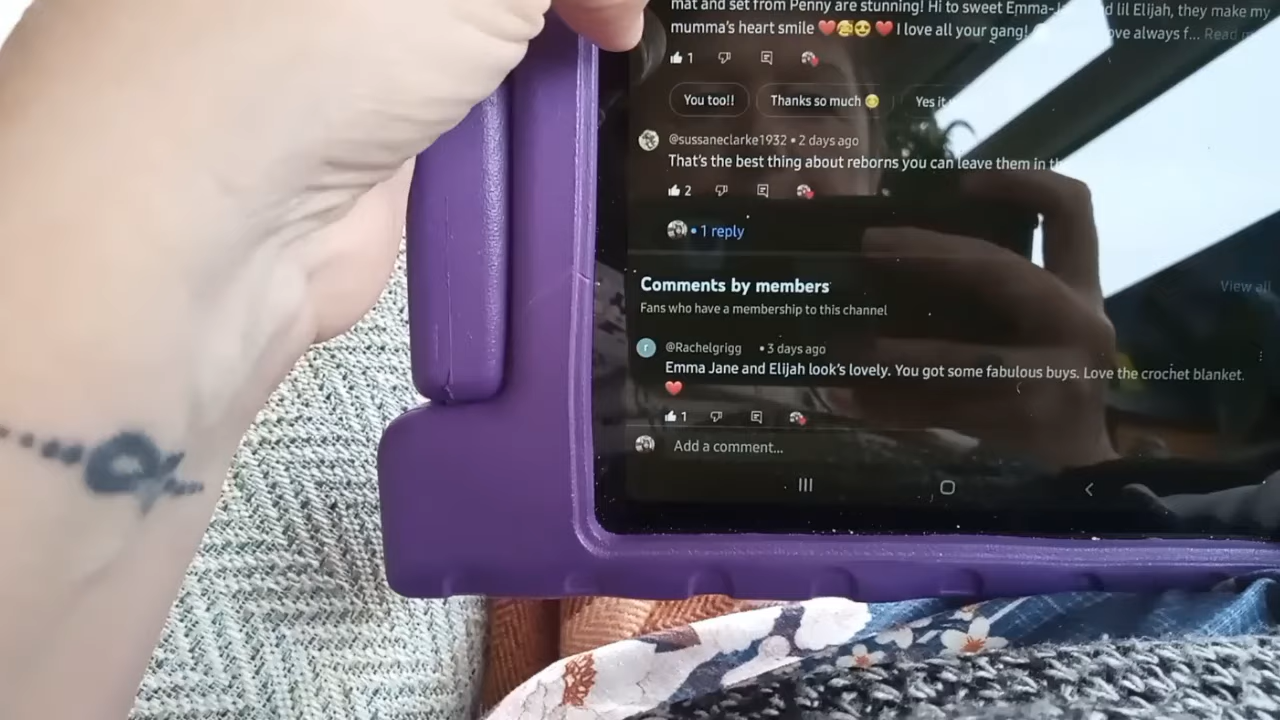 mat and set from Penny are stunning! Hi to sweet Emma-J d lil Elijah, they make my
mumma's heart smile ❤️🥰😍 ❤️ I love all your gang! ve always f... Read
1
You too!! Thanks so much 😊 Yes it
@sussaneclarke1932 • 2 days ago
That's the best thing about reborns you can leave them in th
2
• 1 reply
Comments by members
View all
Fans who have a membership to this channel
r @Rachelgrigg • 3 days ago
Emma Jane and Elijah look's lovely. You got some fabulous buys. Love the crochet blanket.
❤️
1
Add a comment...